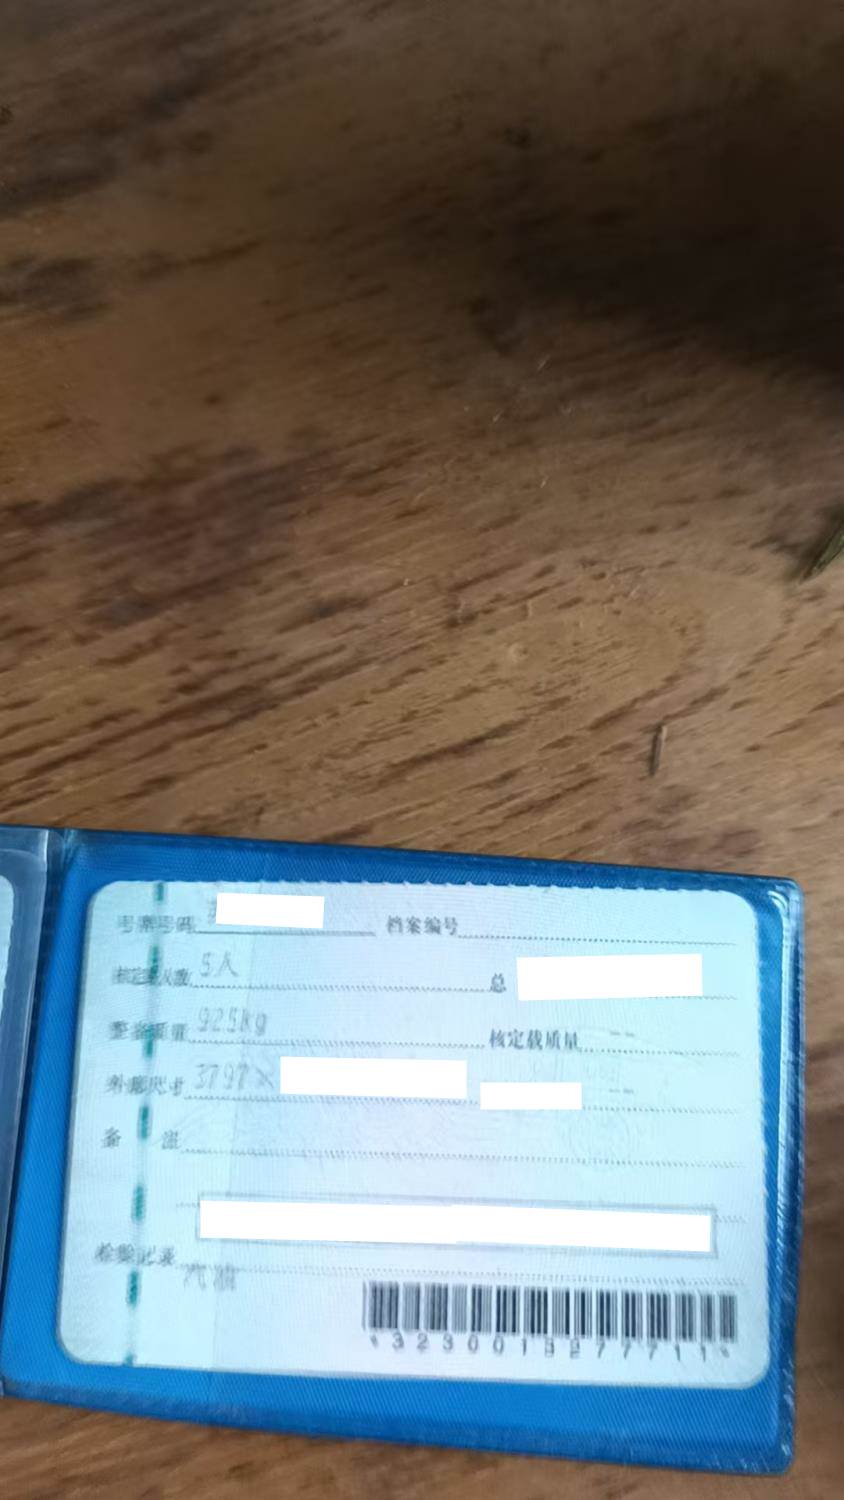 号牌号码 档案编号
核定载人数 5人 总
整备质量 925kg 核定载质量 --
外廓尺寸 3797× --
备 注
检验记录
汽油
*3230015277711*